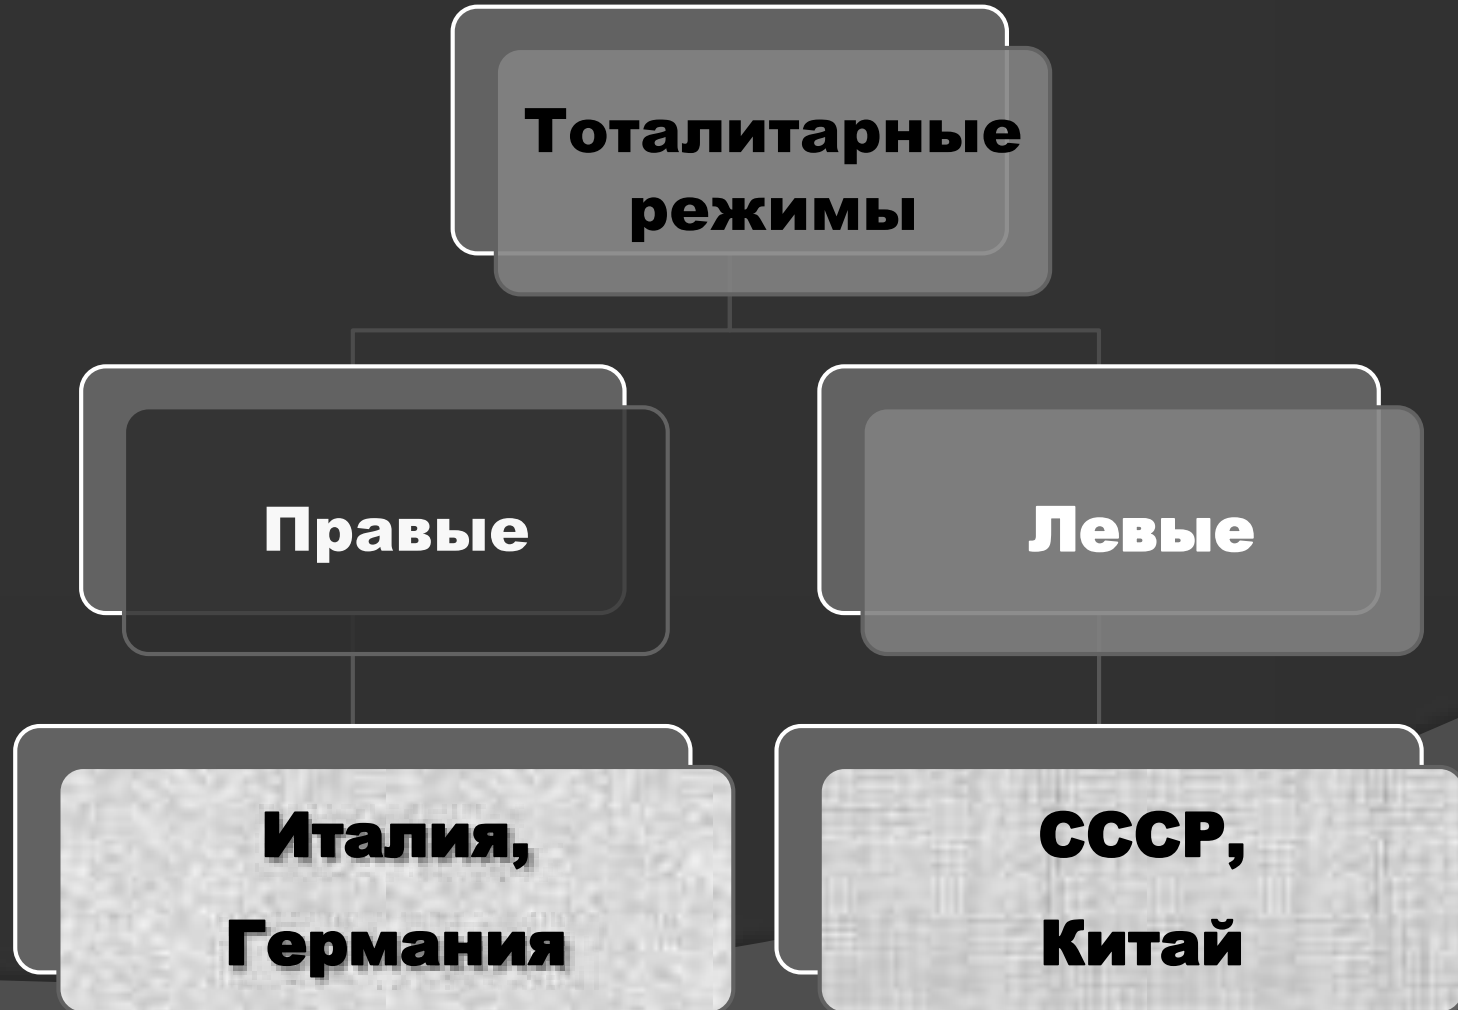 Тоталитарные
режимы
Правые
Левые
Италия,
Германия
СССР,
Китай